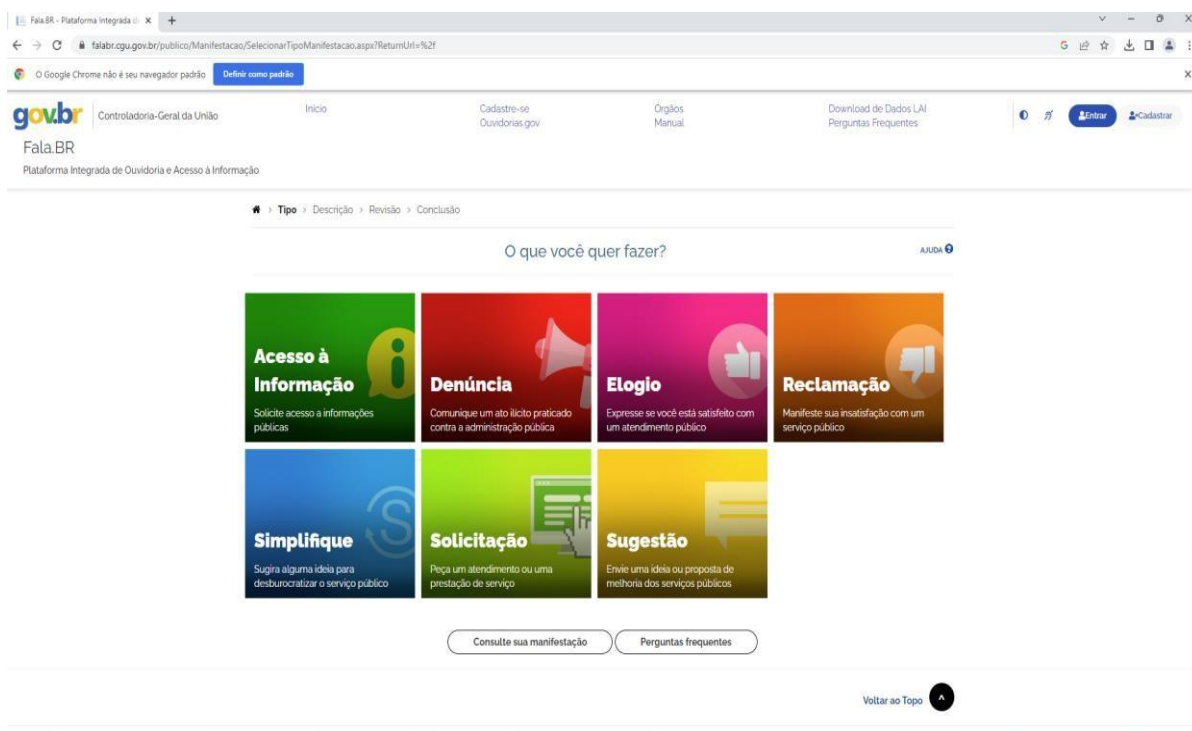 Fala.BR - Plataforma Integrada d
falabr.cgu.gov.br/publico/Manifestacao/SelecionarTipoManifestacao.aspx?ReturnUrl=%2f
O Google Chrome não é seu navegador padrão Definir como padrão
gov.br Controladoria-Geral da União
Início
Cadastre-se
Ouvidorias.gov
Órgãos
Manual
Download de Dados LAI
Perguntas Frequentes
Entrar Cadastrar
Fala.BR
Plataforma Integrada de Ouvidoria e Acesso à Informação
> Tipo > Descrição > Revisão > Conclusão
O que você quer fazer?
AJUDA
Acesso à
Informação
Solicite acesso a informações
públicas
Denúncia
Comunique um ato ilícito praticado
contra a administração pública
Elogio
Expresse se você está satisfeito com
um atendimento público
Reclamação
Manifeste sua insatisfação com um
serviço público
Simplifique
Sugira alguma ideia para
desburocratizar o serviço público
Solicitação
Peça um atendimento ou uma
prestação de serviço
Sugestão
Envie uma ideia ou proposta de
melhoria dos serviços públicos
Consulte sua manifestação
Perguntas frequentes
Voltar ao Topo